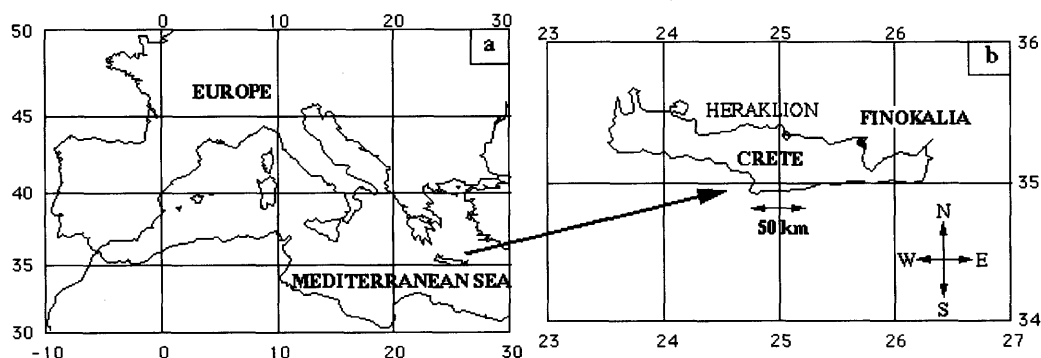 0 10 20 30
50
a
EUROPE
45
40
35
MEDITERRANEAN SEA
30
-10 0 10 20 30
23 24 25 26
36
b
HERAKLION
FINOKALIA
CRETE
35
50 km
N
W E
S
34
23 24 25 26 27